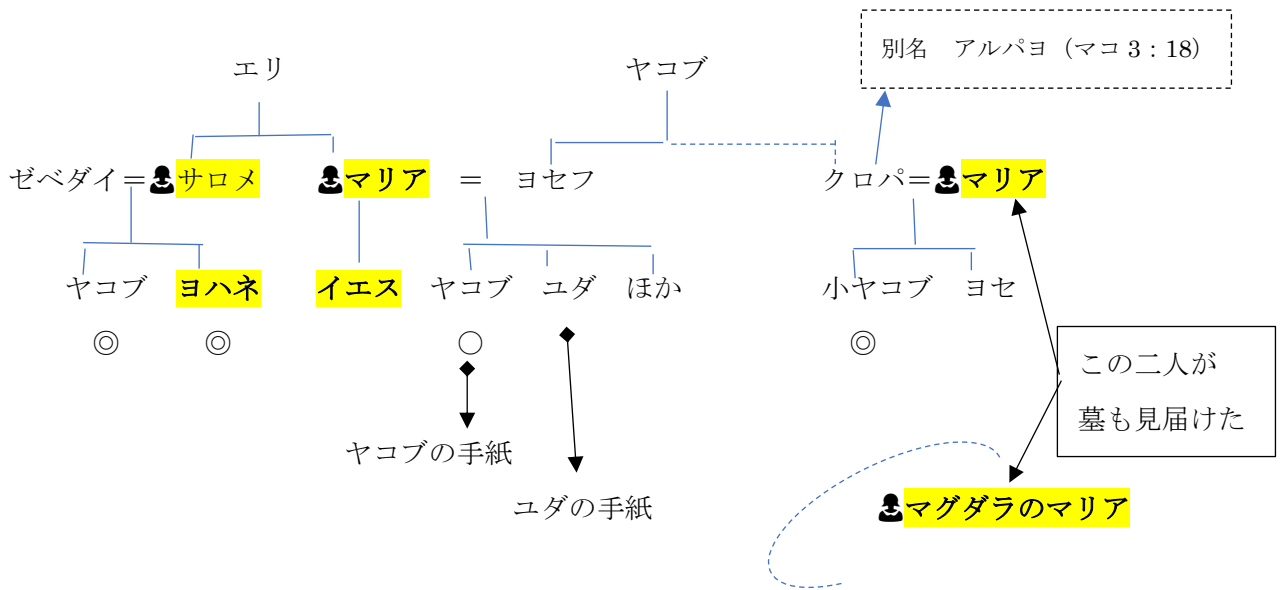 別名 アルパヨ(マコ 3:18)
エリ
ヤコブ
ゼベダイ=サロメ
マリア = ヨセフ
クロパ=マリア
ヤコブ
ヨハネ
イエス
ヤコブ
ユダ
ほか
小ヤコブ
ヨセ
◎
◎
○
◎
この二人が
墓も見届けた
ヤコブの手紙
ユダの手紙
マグダラのマリア